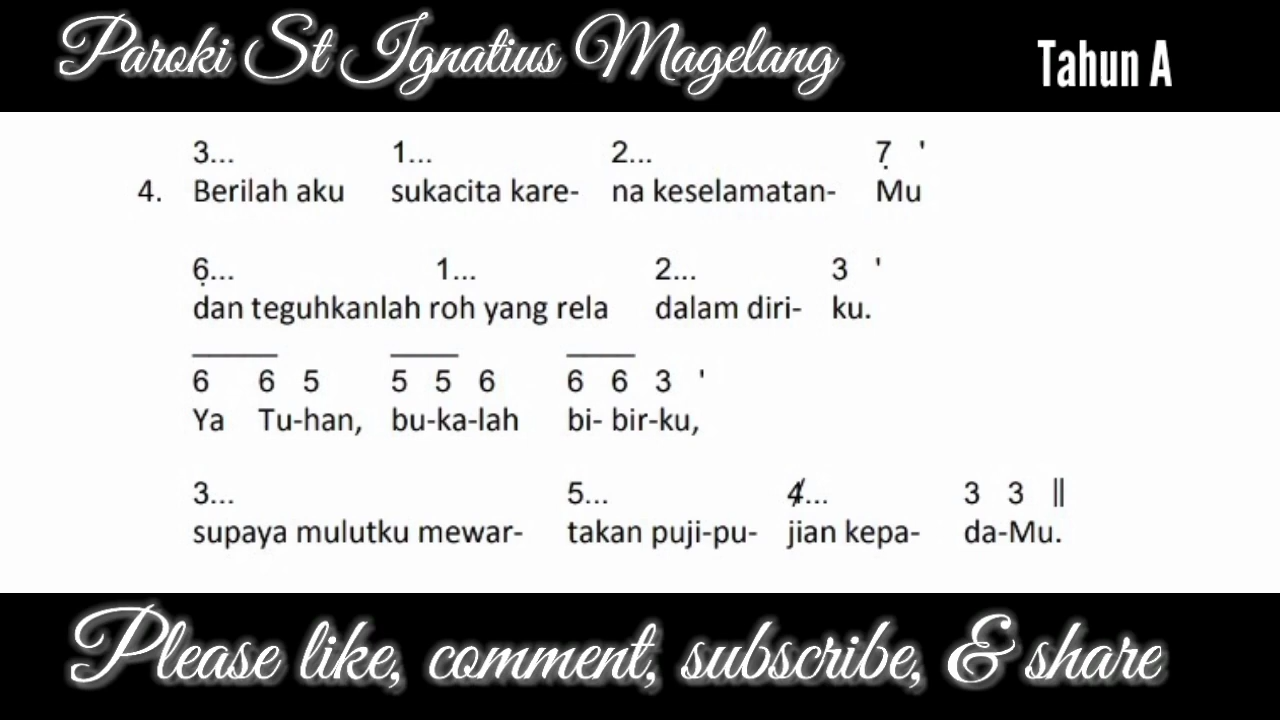 Paroki St Ignatius Magelang
Tahun A
3... 1... 2... 7̣ '
4. Berilah aku sukacita kare- na keselamatan- Mu
6̣... 1... 2... 3 '
dan teguhkanlah roh yang rela dalam diri- ku.
6 6 5 5 5 6 6 6 3 '
Ya Tu-han, bu-ka-lah bi- bir-ku,
3... 5... 4̸... 3 3 ||
supaya mulutku mewar- takan puji-pu- jian kepa- da-Mu.
Please like, comment, subscribe, & share